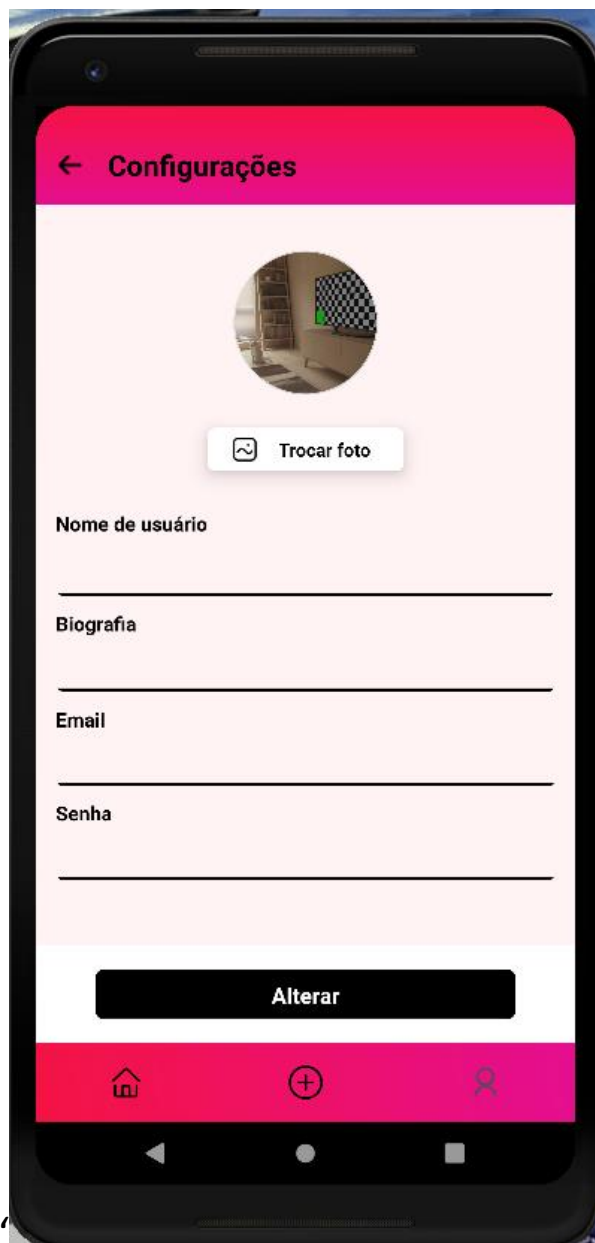 Configurações
Trocar foto
Nome de usuário
Biografia
Email
Senha
Alterar
“